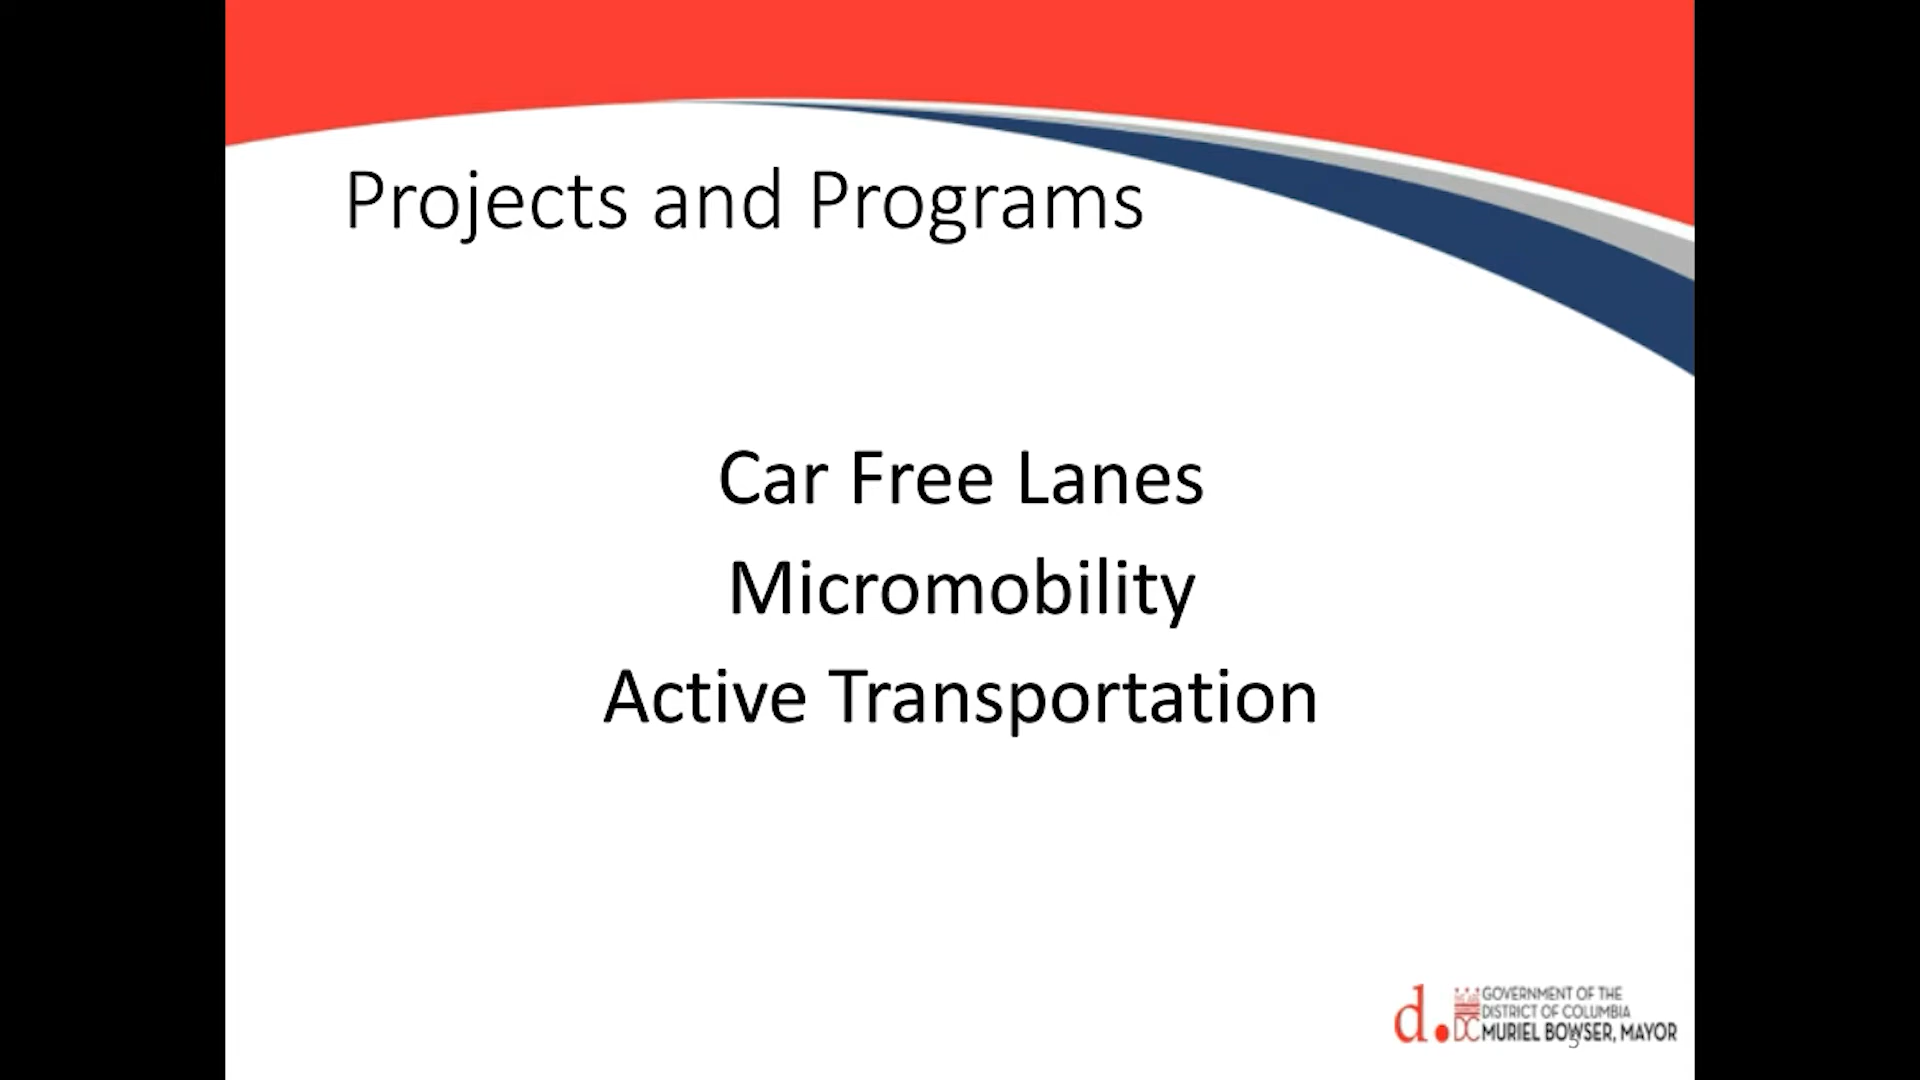 Projects and Programs
Car Free Lanes
Micromobility
Active Transportation
d.
GOVERNMENT OF THE
DISTRICT OF COLUMBIA
DC MURIEL BOWSER, MAYOR
5